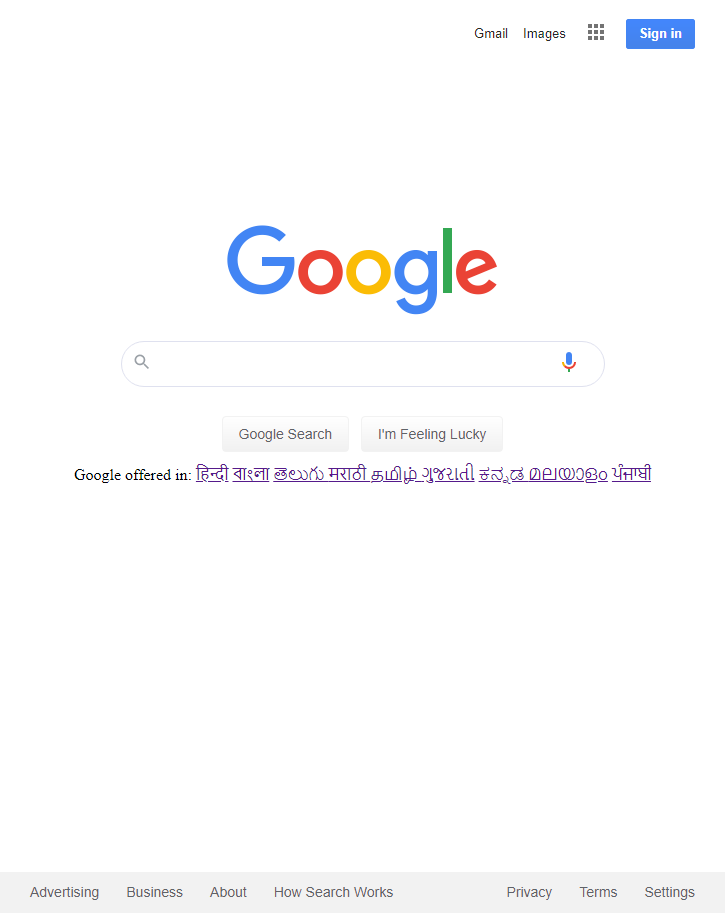 Gmail Images Sign in
Google
Google Search I'm Feeling Lucky
Google offered in: हिन्दी বাংলা తెలుగు मराठी தமிழ் ગુજરાતી ಕನ್ನಡ മലയാളം ਪੰਜਾਬੀ
Advertising Business About How Search Works Privacy Terms Settings